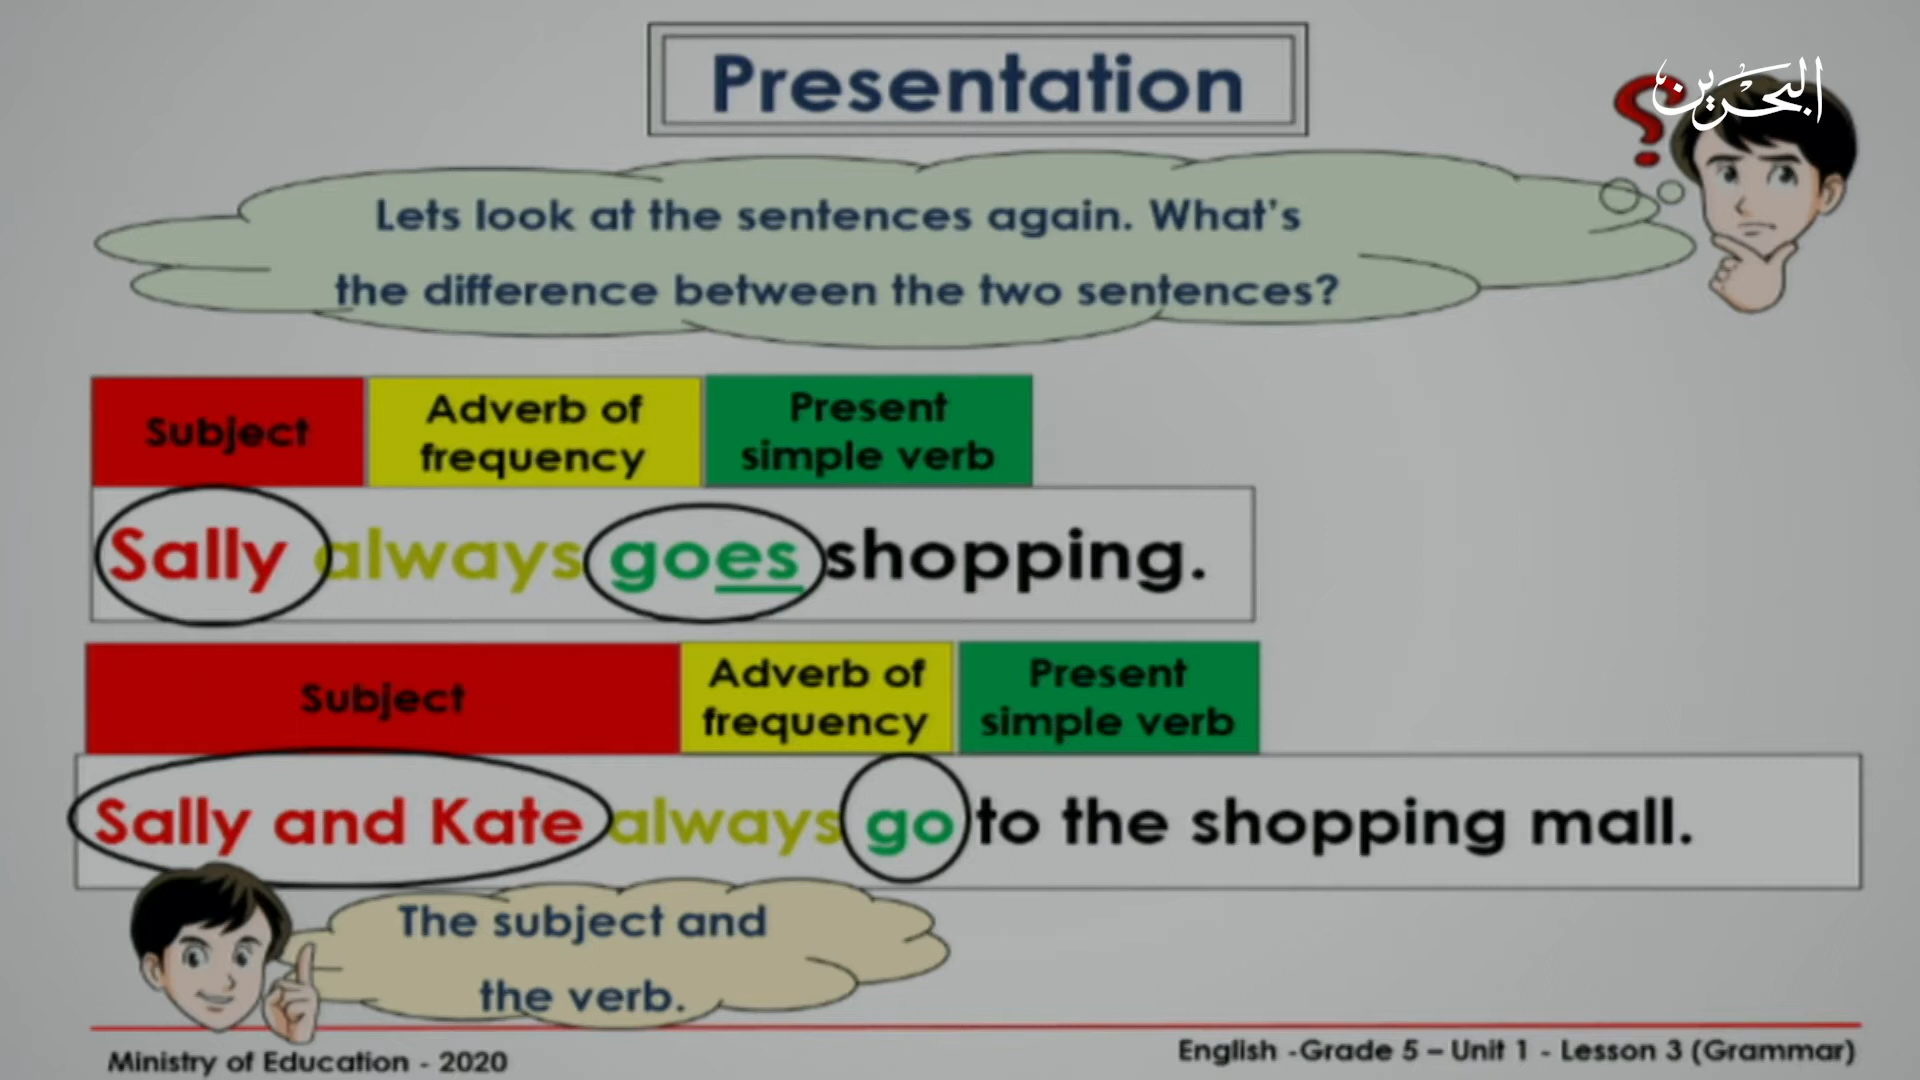 Presentation
البحرين
Lets look at the sentences again. What's
the difference between the two sentences?
Subject
Adverb of
frequency
Present
simple verb
Sally always goes shopping.
Subject
Adverb of
frequency
Present
simple verb
Sally and Kate always go to the shopping mall.
The subject and
the verb.
Ministry of Education - 2020
English -Grade 5 – Unit 1 - Lesson 3 (Grammar)